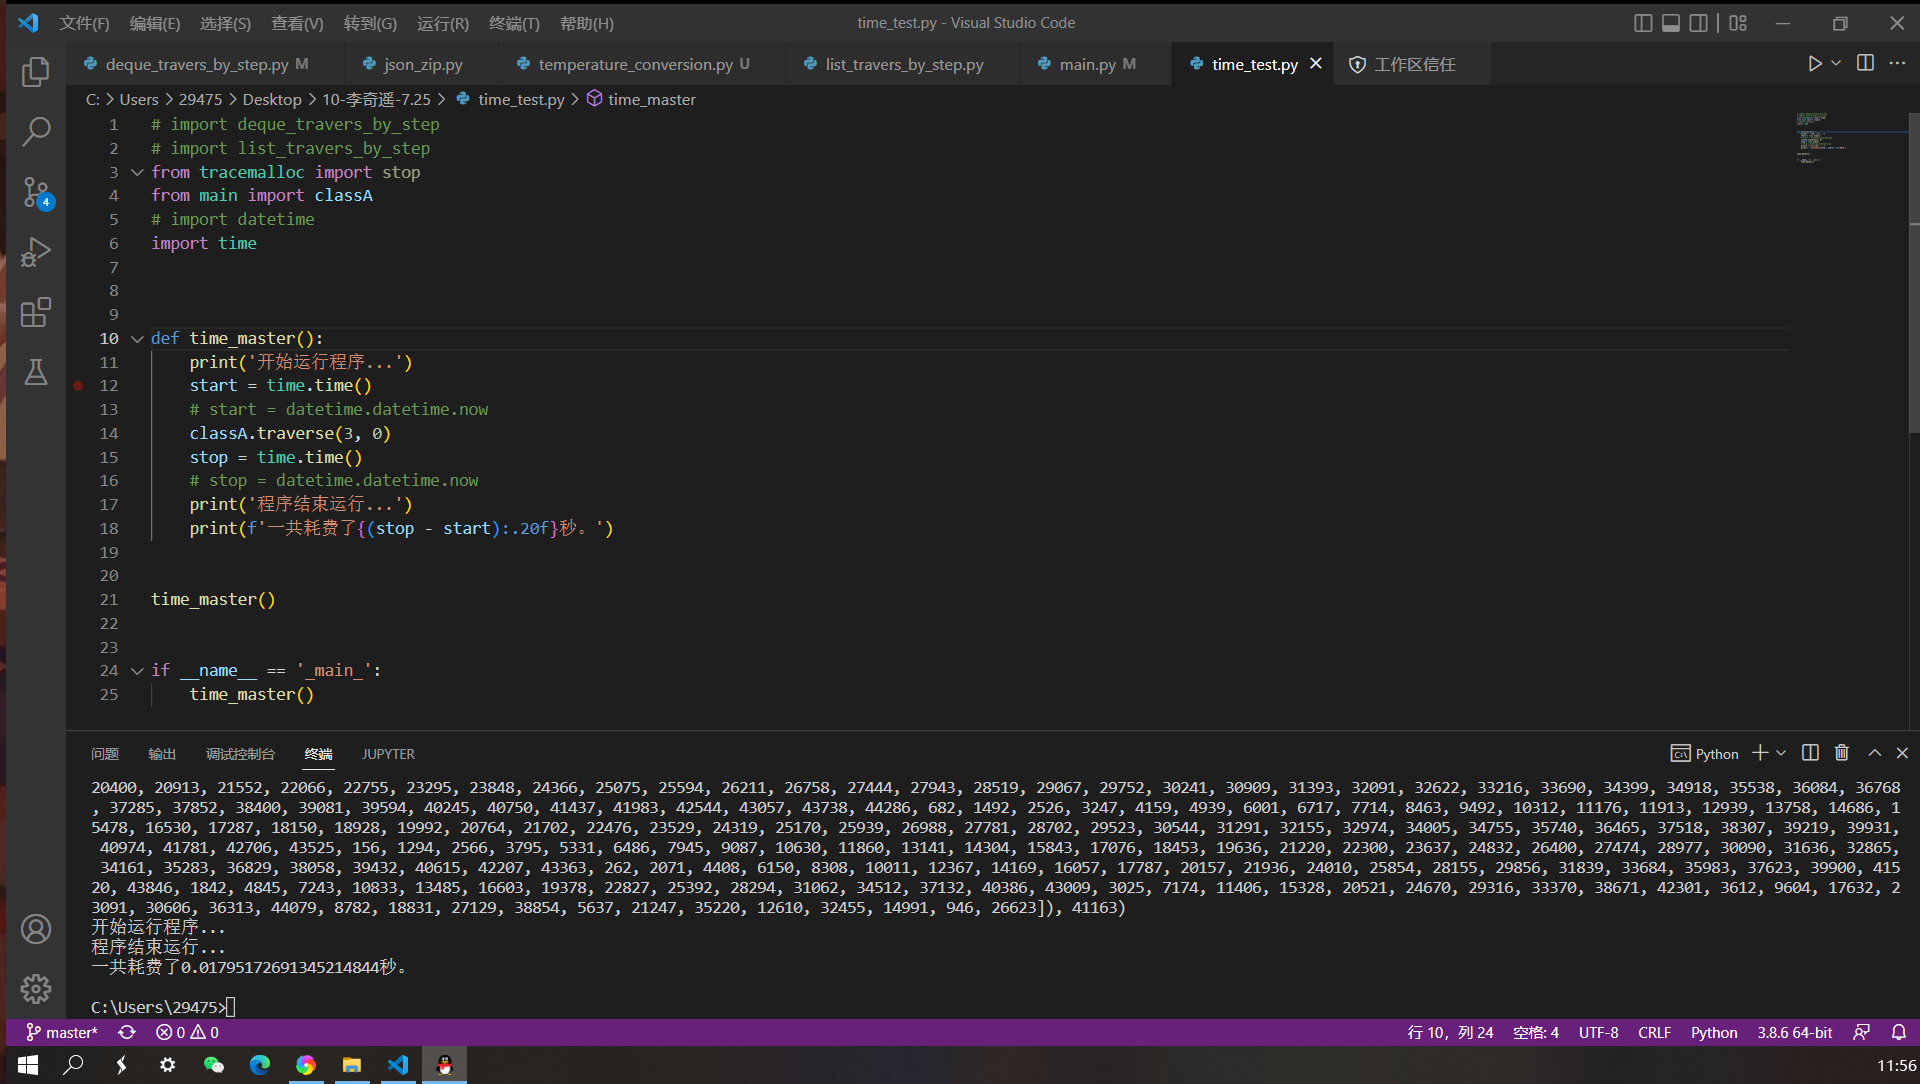 文件(F) 编辑(E) 选择(S) 查看(V) 转到(G) 运行(R) 终端(T) 帮助(H) time_test.py - Visual Studio Code
deque_travers_by_step.py M json_zip.py temperature_conversion.py U list_travers_by_step.py main.py M time_test.py 工作区信任
C: > Users > 29475 > Desktop > 10-李奇遥-7.25 > time_test.py > time_master
1 # import deque_travers_by_step
2 # import list_travers_by_step
3 from tracemalloc import stop
4 from main import classA
5 # import datetime
6 import time
7
8
9
10 def time_master():
11 print('开始运行程序...')
12 start = time.time()
13 # start = datetime.datetime.now
14 classA.traverse(3, 0)
15 stop = time.time()
16 # stop = datetime.datetime.now
17 print('程序结束运行...')
18 print(f'一共耗费了{(stop - start):.20f}秒。')
19
20
21 time_master()
22
23
24 if __name__ == '_main_':
25 time_master()
4
问题 输出 调试控制台 终端 JUPYTER Python
20400, 20913, 21552, 22066, 22755, 23295, 23848, 24366, 25075, 25594, 26211, 26758, 27444, 27943, 28519, 29067, 29752, 30241, 30909, 31393, 32091, 32622, 33216, 33690, 34399, 34918, 35538, 36084, 36768
, 37285, 37852, 38400, 39081, 39594, 40245, 40750, 41437, 41983, 42544, 43057, 43738, 44286, 682, 1492, 2526, 3247, 4159, 4939, 6001, 6717, 7714, 8463, 9492, 10312, 11176, 11913, 12939, 13758, 14686, 1
5478, 16530, 17287, 18150, 18928, 19992, 20764, 21702, 22476, 23529, 24319, 25170, 25939, 26988, 27781, 28702, 29523, 30544, 31291, 32155, 32974, 34005, 34755, 35740, 36465, 37518, 38307, 39219, 39931,
40974, 41781, 42706, 43525, 156, 1294, 2566, 3795, 5331, 6486, 7945, 9087, 10630, 11860, 13141, 14304, 15843, 17076, 18453, 19636, 21220, 22300, 23637, 24832, 26400, 27474, 28977, 30090, 31636, 32865,
34161, 35283, 36829, 38058, 39432, 40615, 42207, 43363, 262, 2071, 4408, 6150, 8308, 10011, 12367, 14169, 16057, 17787, 20157, 21936, 24010, 25854, 28155, 29856, 31839, 33684, 35983, 37623, 39900, 415
20, 43846, 1842, 4845, 7243, 10833, 13485, 16603, 19378, 22827, 25392, 28294, 31062, 34512, 37132, 40386, 43009, 3025, 7174, 11406, 15328, 20521, 24670, 29316, 33370, 38671, 42301, 3612, 9604, 17632, 2
3091, 30606, 36313, 44079, 8782, 18831, 27129, 38854, 5637, 21247, 35220, 12610, 32455, 14991, 946, 26623]), 41163)
开始运行程序...
程序结束运行...
一共耗费了0.01795172691345214844秒。
C:\Users\29475>
master* 0 0 行 10，列 24 空格: 4 UTF-8 CRLF Python 3.8.6 64-bit
11:56